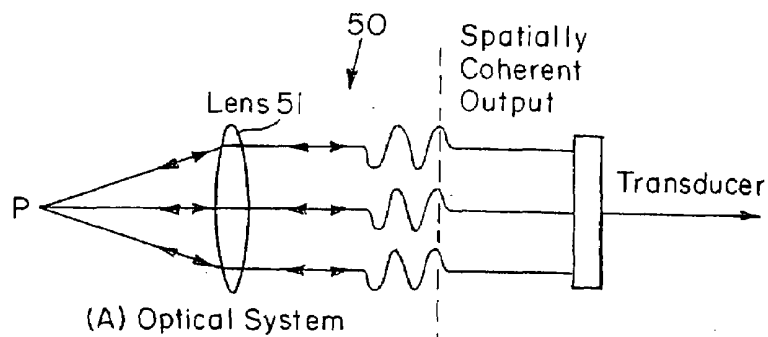 50
Spatially
Coherent
Output
Lens 51
Transducer
P
(A) Optical System